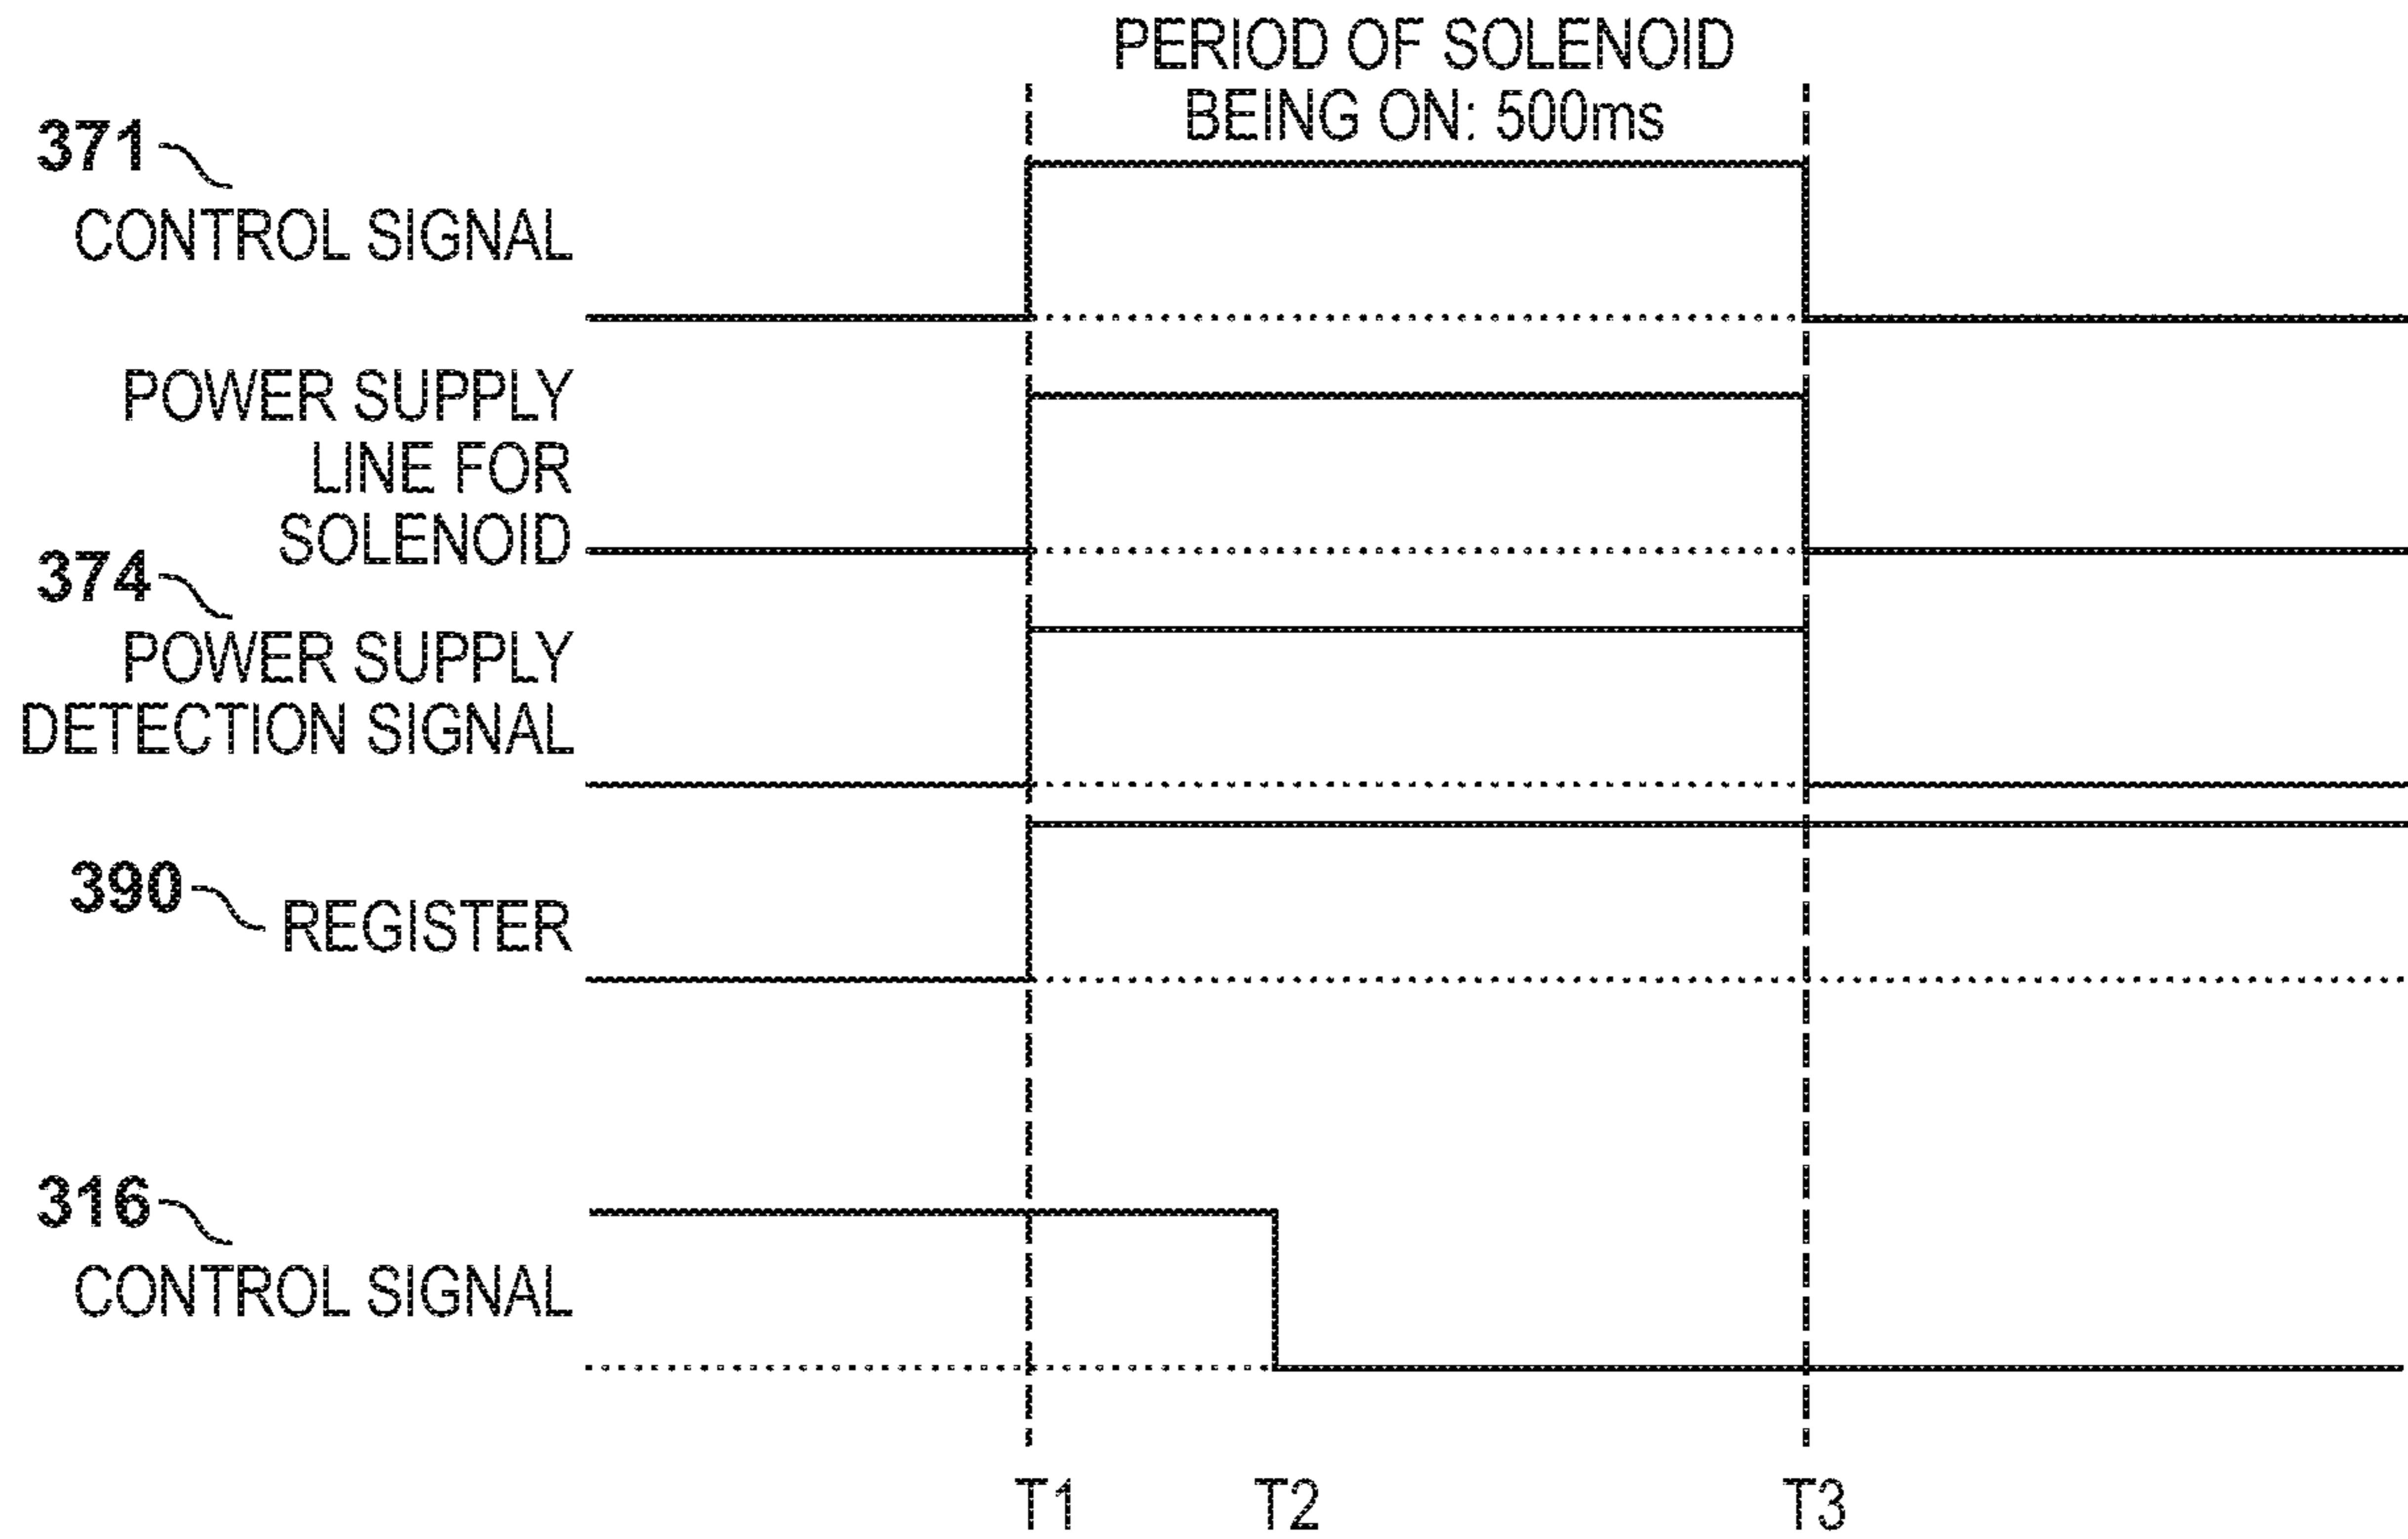 PERIOD OF SOLENOID
BEING ON: 500ms
371
CONTROL SIGNAL
POWER SUPPLY
LINE FOR
SOLENOID
374
POWER SUPPLY
DETECTION SIGNAL
390
REGISTER
316
CONTROL SIGNAL
T1 T2 T3